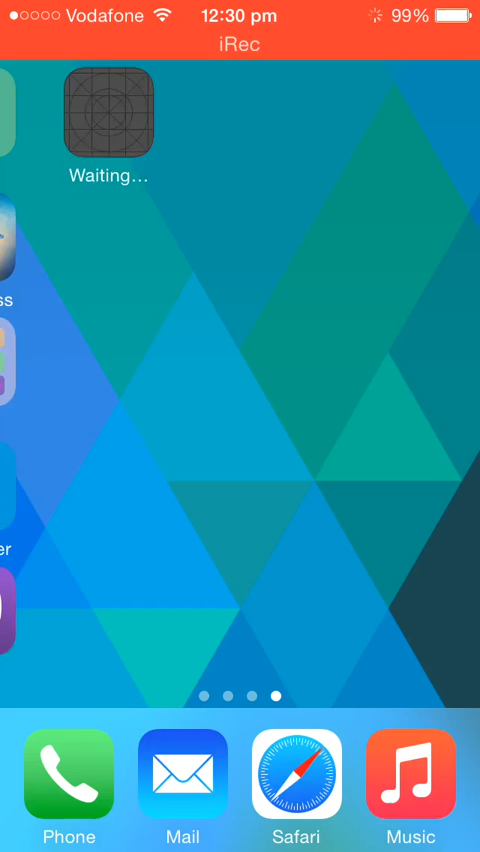 Vodafone 12:30 pm 99%
iRec
Waiting...
ss
er
Phone Mail Safari Music